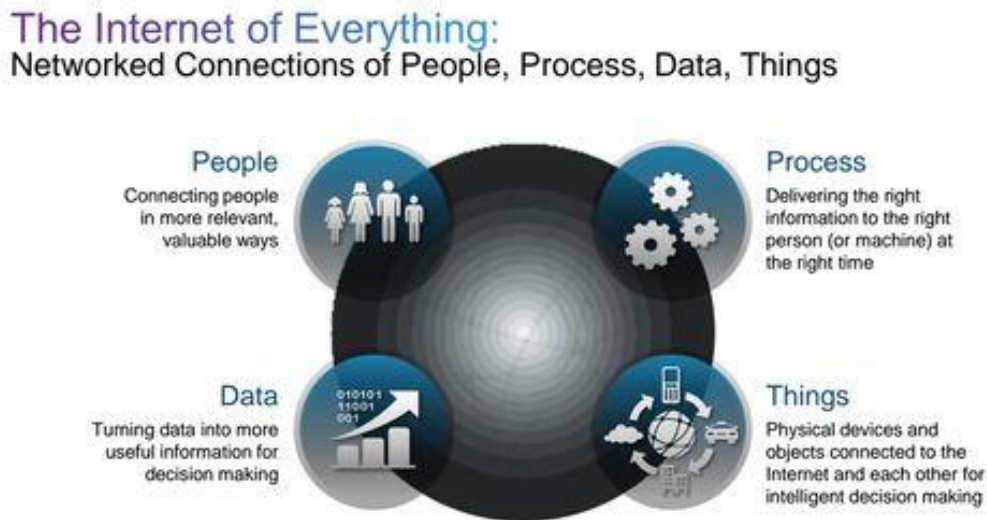 The Internet of Everything:
Networked Connections of People, Process, Data, Things
People
Connecting people
in more relevant,
valuable ways
Process
Delivering the right
information to the right
person (or machine) at
the right time
Data
Turning data into more
useful information for
decision making
010101
11001
001
Things
Physical devices and
objects connected to the
Internet and each other for
intelligent decision making